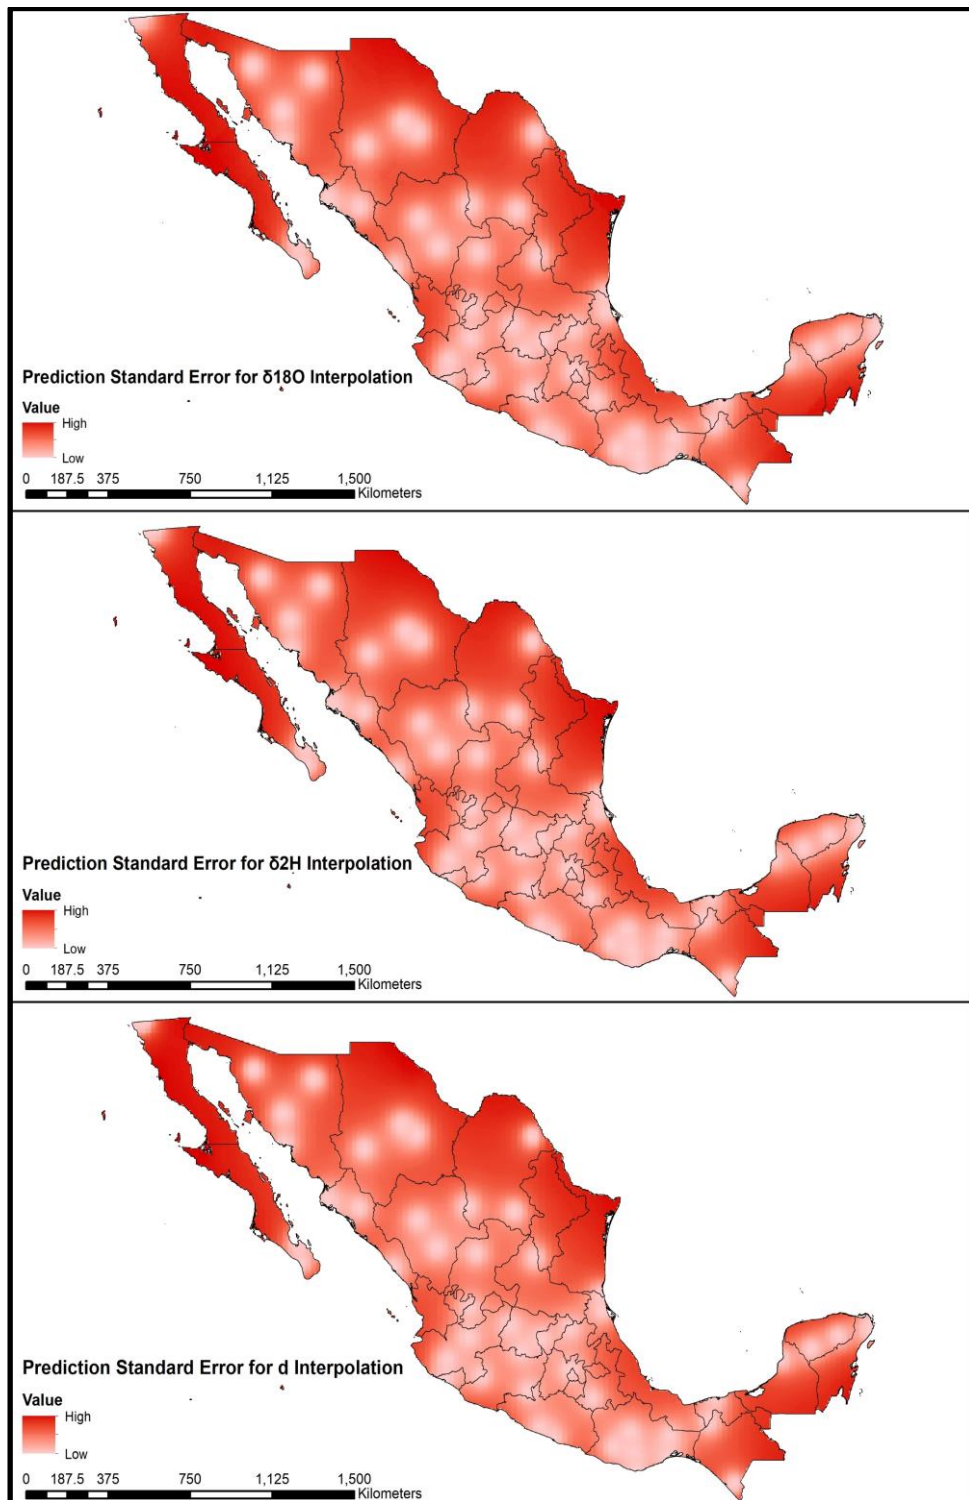 Prediction Standard Error for δ18O Interpolation
Value
High
Low
0 187.5 375 750 1,125 1,500
Kilometers
Prediction Standard Error for δ2H Interpolation
Value
High
Low
0 187.5 375 750 1,125 1,500
Kilometers
Prediction Standard Error for d Interpolation
Value
High
Low
0 187.5 375 750 1,125 1,500
Kilometers